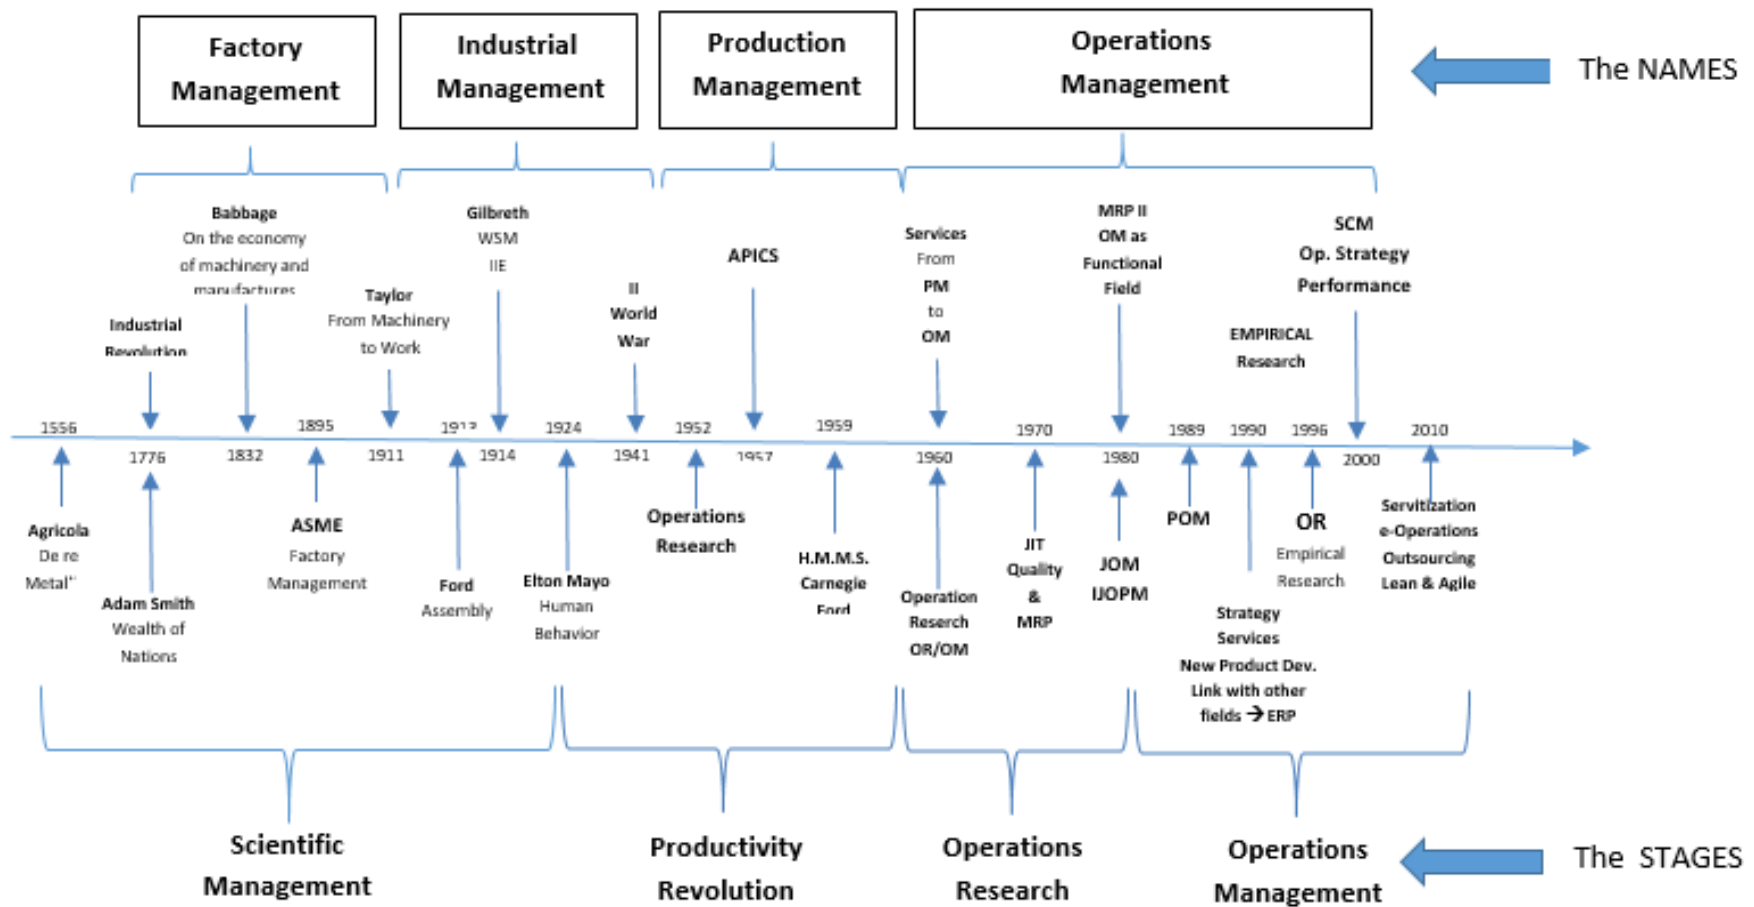 Factory
Management
Industrial
Management
Production
Management
Operations
Management
The NAMES
Babbage
On the economy
of machinery and
manufactures
Gilbreth
WSM
IIE
MRP II
OM as
Functional
Field
SCM
Op. Strategy
Performance
Services
From
PM
to
OM
APICS
II
World
War
Taylor
From Machinery
to Work
Industrial
Revolution
EMPIRICAL
Research
1556
1895
1924
1952
1959
1970
1989
1990
1996
2010
1776
1832
1911
1914
1941
1957
1960
1980
2000
Agricola
De re
Adam Smith
Wealth of
Nations
ASME
Factory
Management
Ford
Assembly
Elton Mayo
Human
Behavior
Operations
Research
H.M.M.S.
Carnegie
Ford
Operation
Reserch
OR/OM
JIT
Quality
&
MRP
JOM
IJOPM
POM
Strategy
Services
New Product Dev.
Link with other
fields → ERP
OR
Empirical
Research
Servitization
e-Operations
Outsourcing
Lean & Agile
Scientific
Management
Productivity
Revolution
Operations
Research
Operations
Management
The STAGES